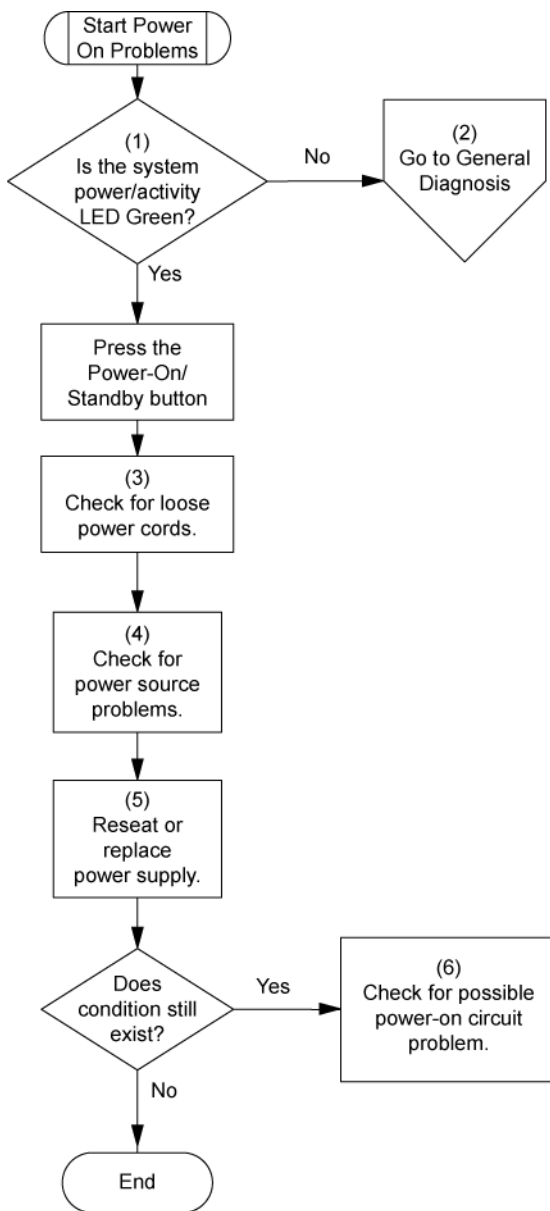 Start Power
On Problems
(1)
Is the system
power/activity
LED Green?
No
(2)
Go to General
Diagnosis
Yes
Press the
Power-On/
Standby button
(3)
Check for loose
power cords.
(4)
Check for
power source
problems.
(5)
Reseat or
replace
power supply.
Does
condition still
exist?
Yes
(6)
Check for possible
power-on circuit
problem.
No
End